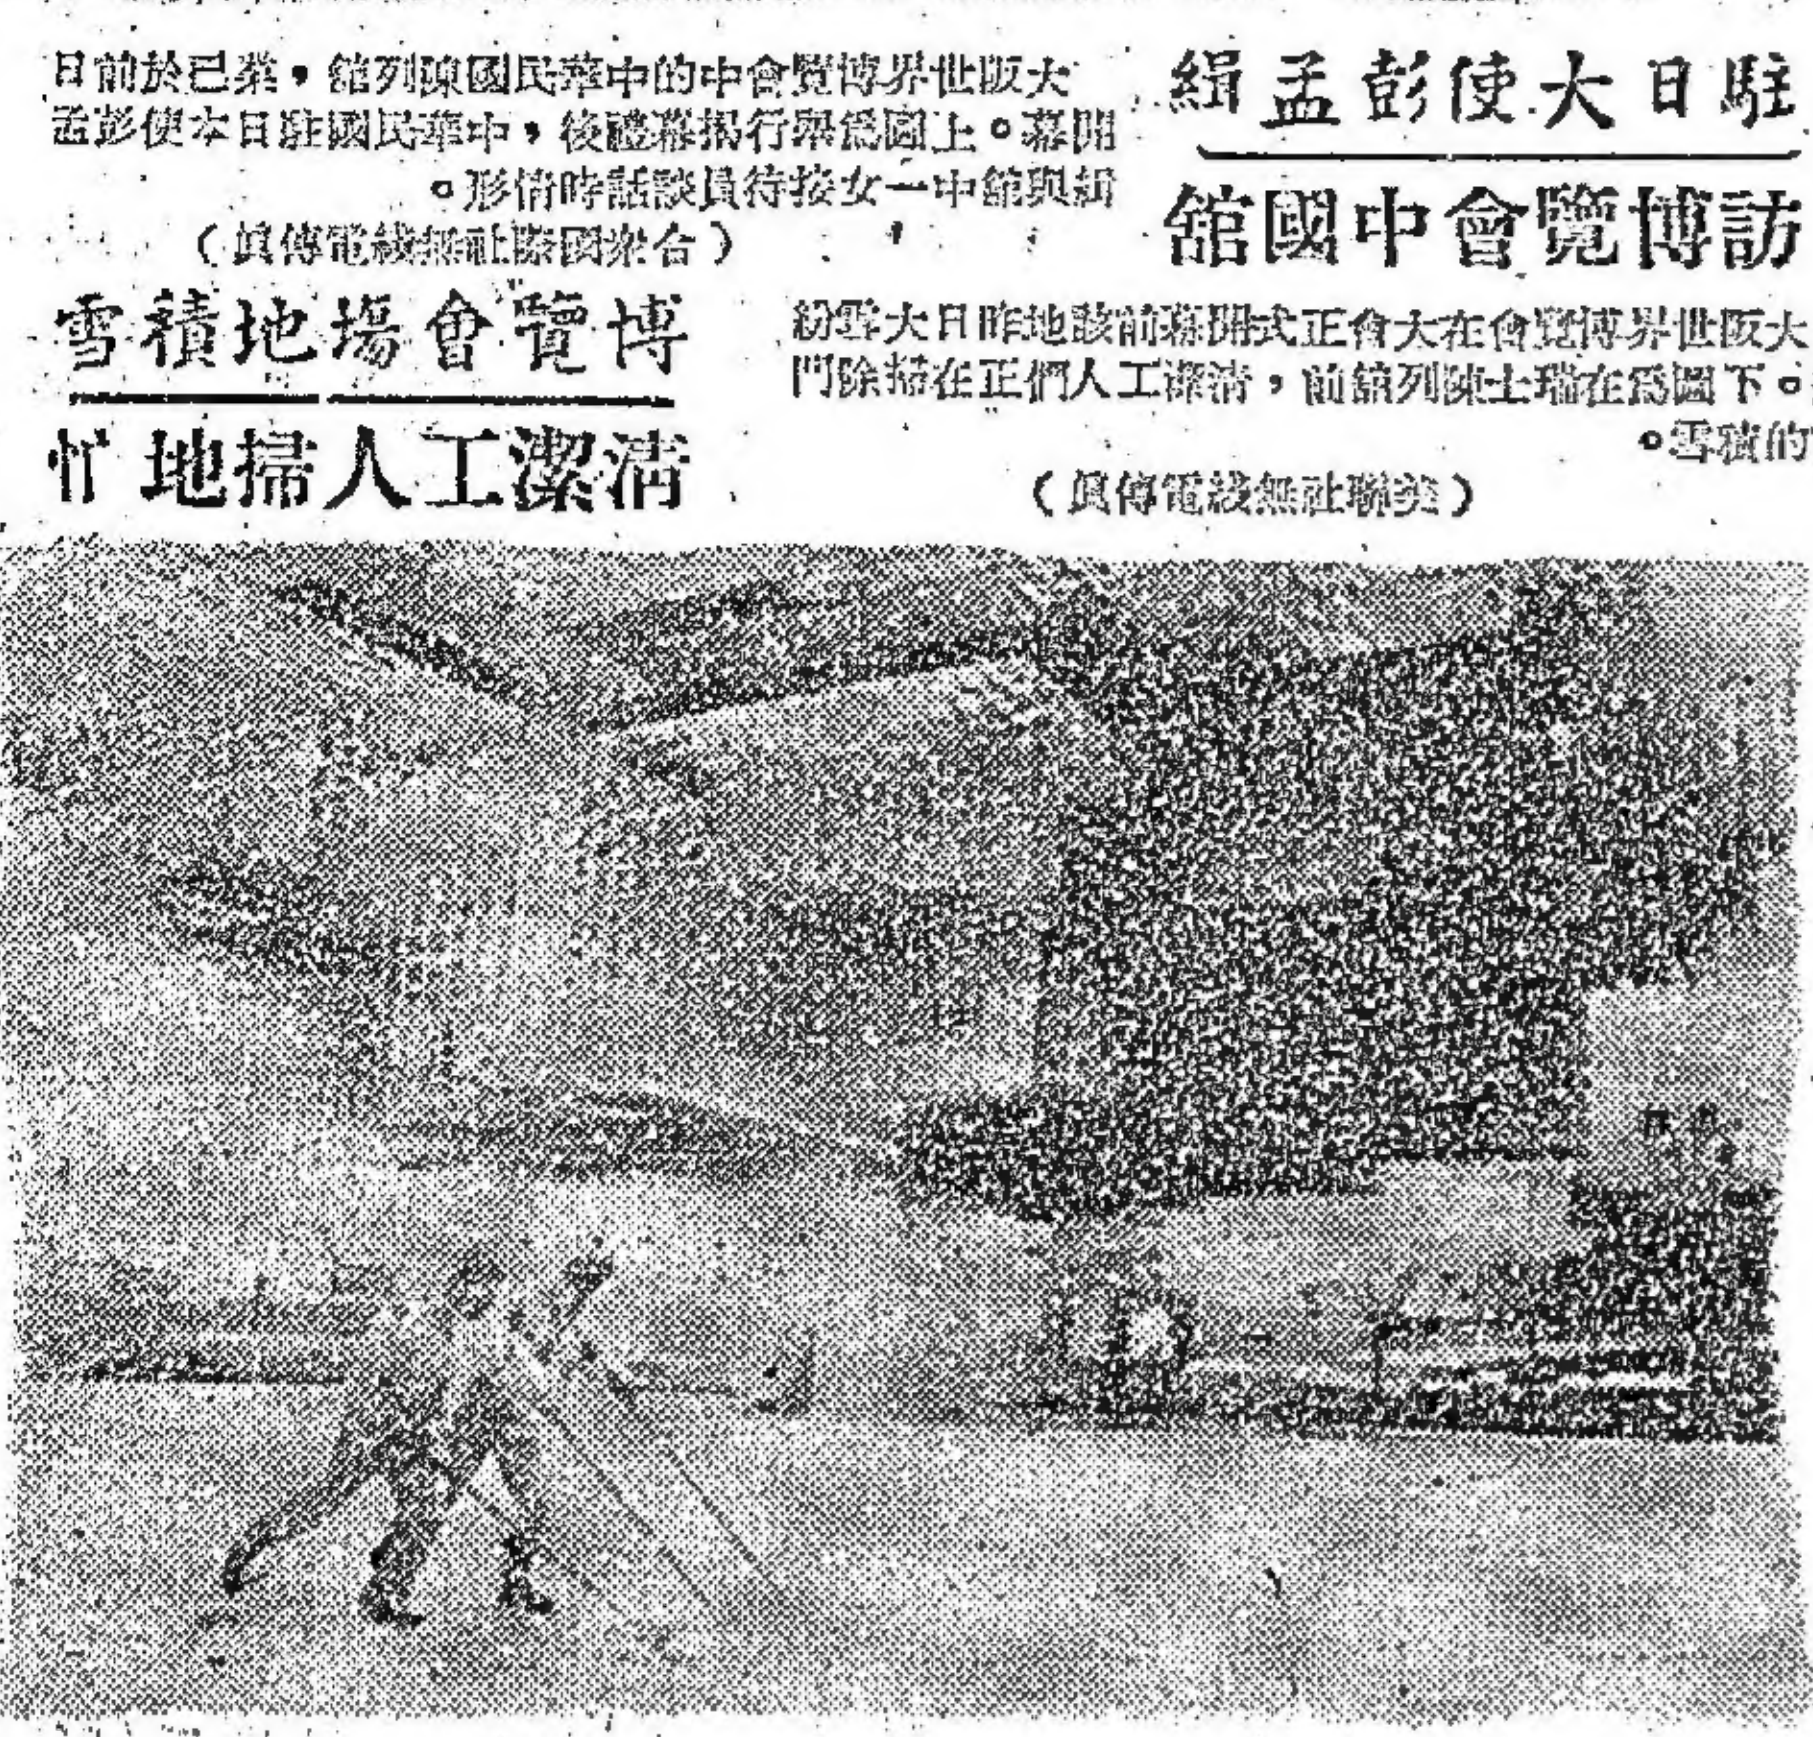 駐日大使彭孟緝
訪博覽會中國館
大阪世界博覽會中的中華民國陳列館，業已於前日
開幕。上圖爲舉行揭幕禮後，中華民國駐日本使彭孟
緝與館中一女接待員談話時情形。
（合衆國際社無綫電傳眞）
博覽會場地積雪
清潔工人掃地忙
大阪世界博覽會在大會正式開幕前該地昨日大雪紛
。下圖爲在瑞士陳列館前，清潔工人們正在掃除門
的積雪。
（美聯社無綫電傳眞）